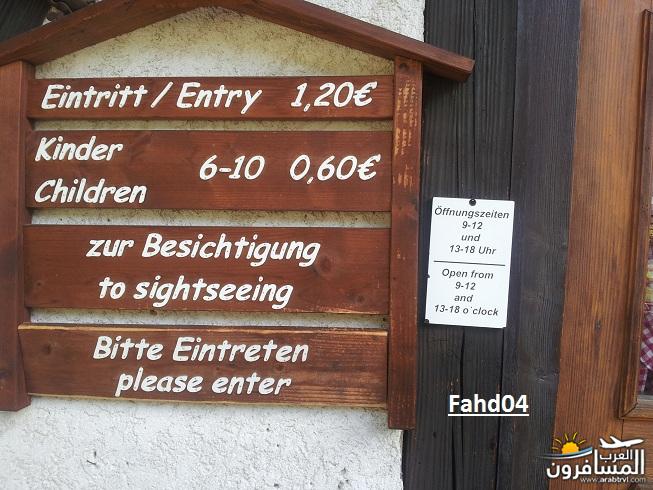 Eintritt / Entry 1,20€
Kinder
Children
6-10 0,60€
zur Besichtigung
to sightseeing
Bitte Eintreten
please enter
Öffnungszeiten
9-12
und
13-18 Uhr
Open from
9-12
and
13-18 o`clock
Fahd04
العرب
المسافرون
www.arabtrvl.com